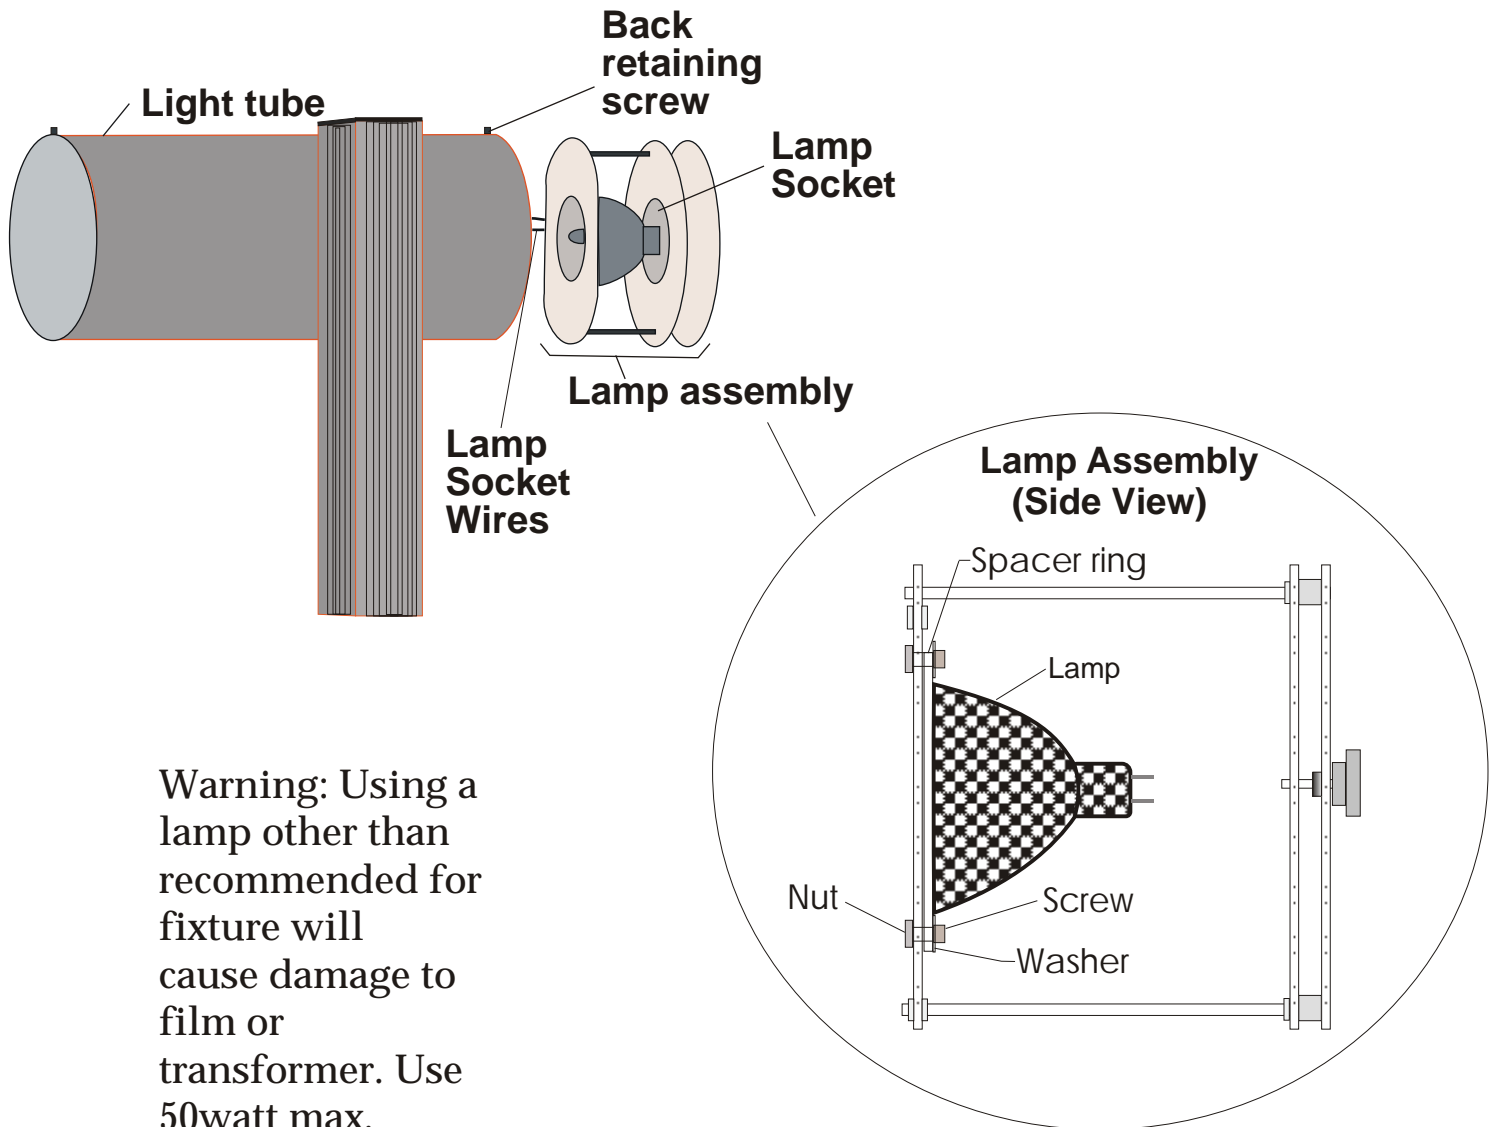 Back
retaining
screw
Light tube
Lamp
Socket
Lamp assembly
Lamp
Socket
Wires
Lamp Assembly
(Side View)
Spacer ring
Lamp
Nut
Screw
Washer
Warning: Using a
lamp other than
recommended for
fixture will
cause damage to
film or
transformer. Use
50watt max.